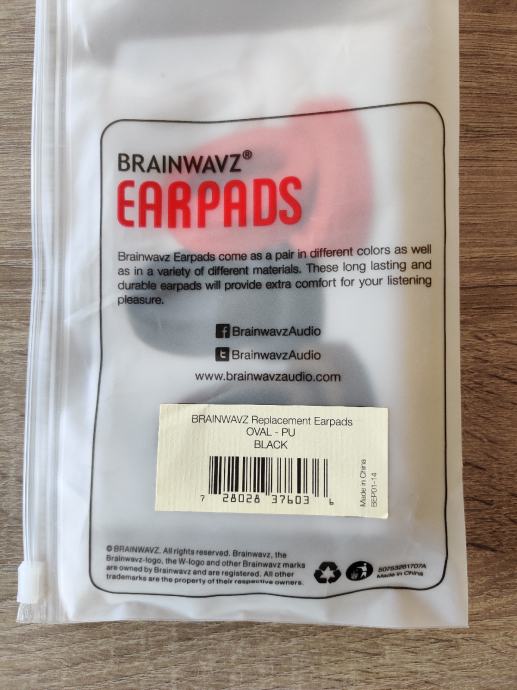 BRAINWAVZ®
EARPADS
Brainwavz Earpads come as a pair in different colors as well
as in a variety of different materials. These long lasting and
durable earpads will provide extra comfort for your listening
pleasure.
f BrainwavzAudio
t BrainwavzAudio
www.brainwavzaudio.com
BRAINWAVZ Replacement Earpads
OVAL - PU
BLACK
7 28028 37603 6
Made in China
BEP01-14
© BRAINWAVZ. All rights reserved. Brainwavz, the
Brainwavz-logo, the W-logo and other Brainwavz marks
are owned by Brainwavz and are registered. All other
trademarks are the property of their respective owners.
50753261707A
Made in China